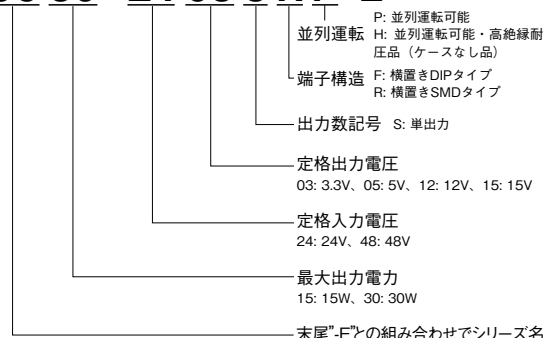 P: 並列運転可能
並列運転 H: 並列運転可能・高絶縁耐
圧品（ケースなし品）
端子構造 F: 横置きDIPタイプ
R: 横置きSMDタイプ
出力数記号 S: 単出力
定格出力電圧
03: 3.3V、05: 5V、12: 12V、15: 15V
定格入力電圧
24: 24V、48: 48V
最大出力電力
15: 15W、30: 30W
末尾"-E"との組み合わせでシリーズ名